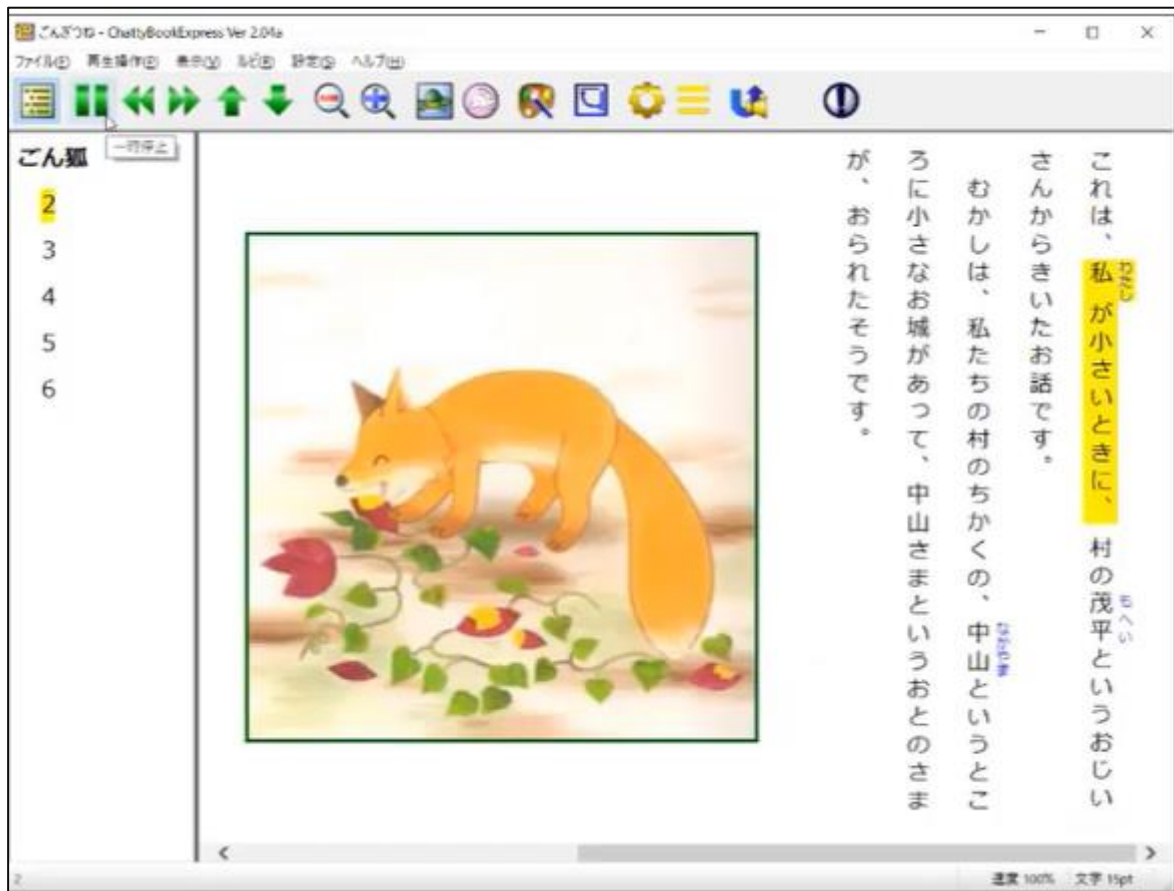 ごんぎつね - ChattyBookExpress Ver 2.04a
ファイル(F) 再生操作(P) 表示(V) ルビ(R) 設定(S) ヘルプ(H)
一時停止
ごん狐
2
3
4
5
6
これは、私が小さいときに、村の茂平というおじい
わたし
もへい
さんからきいたお話です。
むかしは、私たちの村のちかくの、中山というとこ
なかやま
ろに小さなお城があって、中山さまというおとのさま
が、おられたそうです。
2
速度 100% 文字 15pt